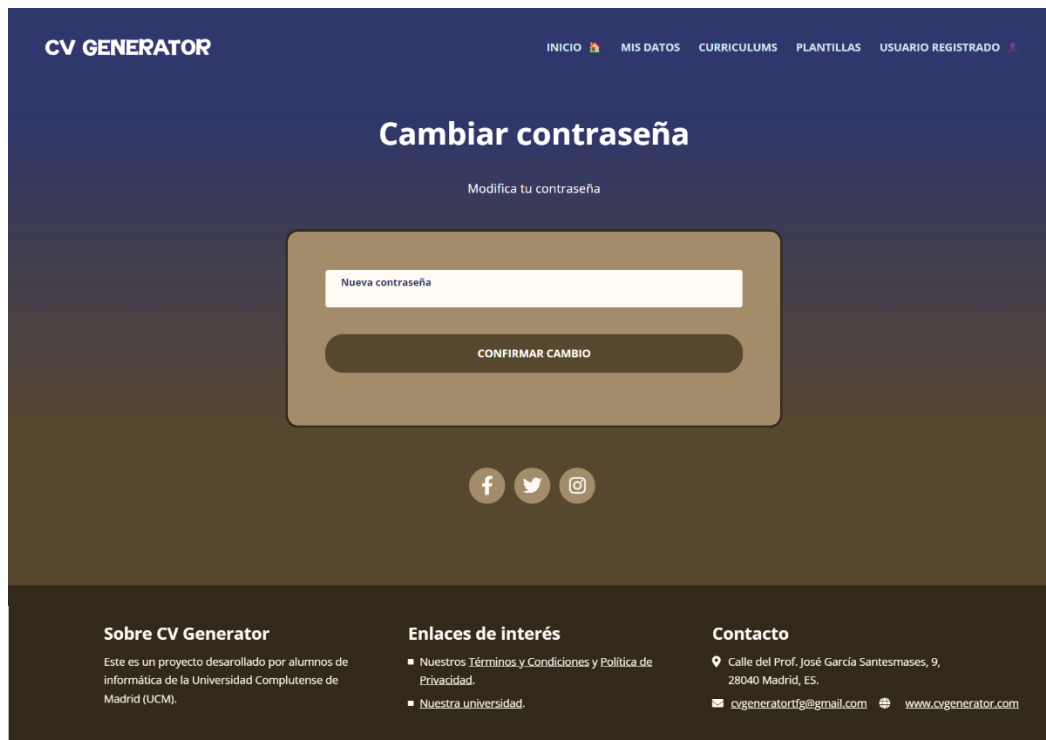 CV GENERATOR
INICIO MIS DATOS CURRICULUMS PLANTILLAS USUARIO REGISTRADO
Cambiar contraseña
Modifica tu contraseña
Nueva contraseña
CONFIRMAR CAMBIO
Sobre CV Generator
Este es un proyecto desarollado por alumnos de
informática de la Universidad Complutense de
Madrid (UCM).
Enlaces de interés
Nuestros Términos y Condiciones y Política de
Privacidad.
Nuestra universidad.
Contacto
Calle del Prof. José García Santesmases, 9,
28040 Madrid, ES.
cvgeneratortfg@gmail.com www.cvgenerator.com